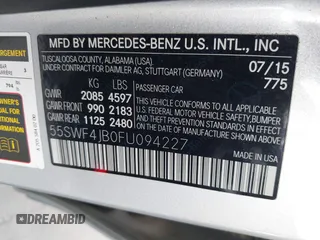 MFD BY MERCEDES-BENZ U.S. INTL., INC
TUSCALOOSA COUNTY, ALABAMA (USA)
UNDER CONTRACT FOR DAIMLER AG, STUTTGART (GERMANY)
07/15
775
KG LBS
GVWR 2085 4597
GAWR FRONT 990 2183
GAWR REAR 1125 2480
PASSENGER CAR
THIS VEHICLE CONFORMS TO ALL APPLICABLE
U.S. FEDERAL MOTOR VEHICLE SAFETY,
BUMPER, AND THEFT PREVENTION STANDARDS
IN EFFECT ON THE DATE OF
MANUFACTURE SHOWN ABOVE.
55SWF4JB0FU094227
DREAMBID